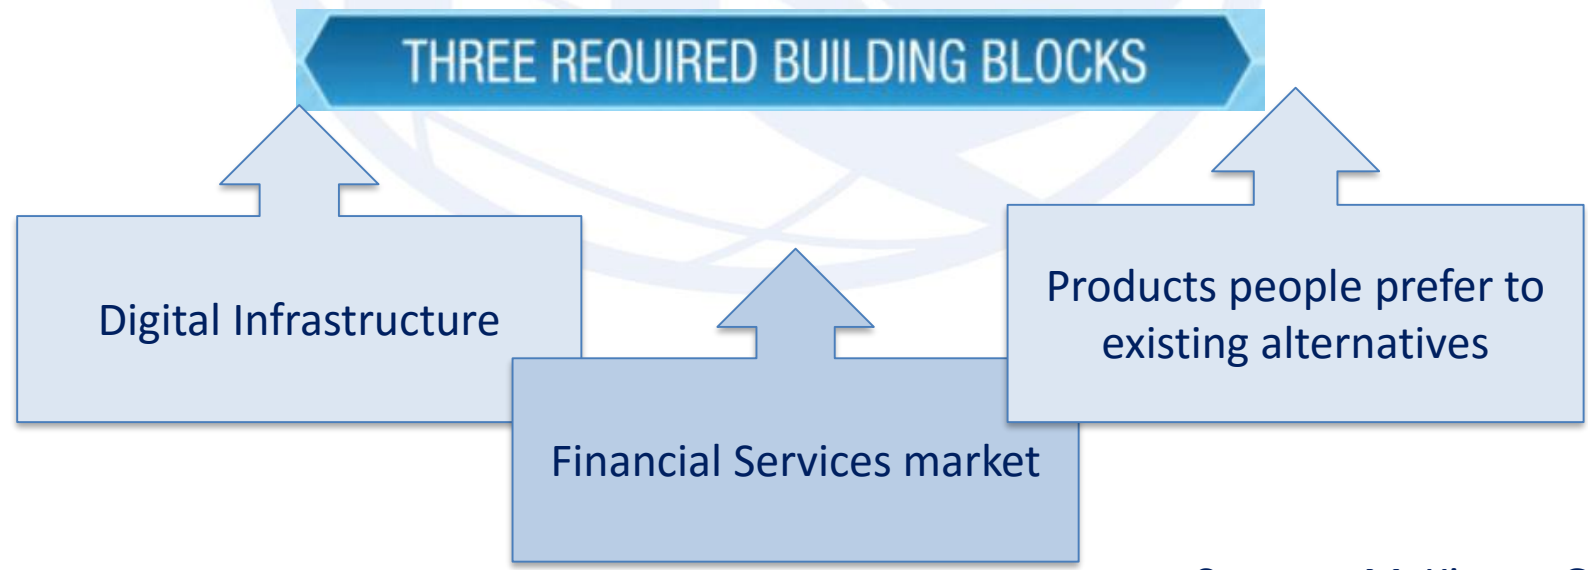 THREE REQUIRED BUILDING BLOCKS
Digital Infrastructure
Financial Services market
Products people prefer to
existing alternatives